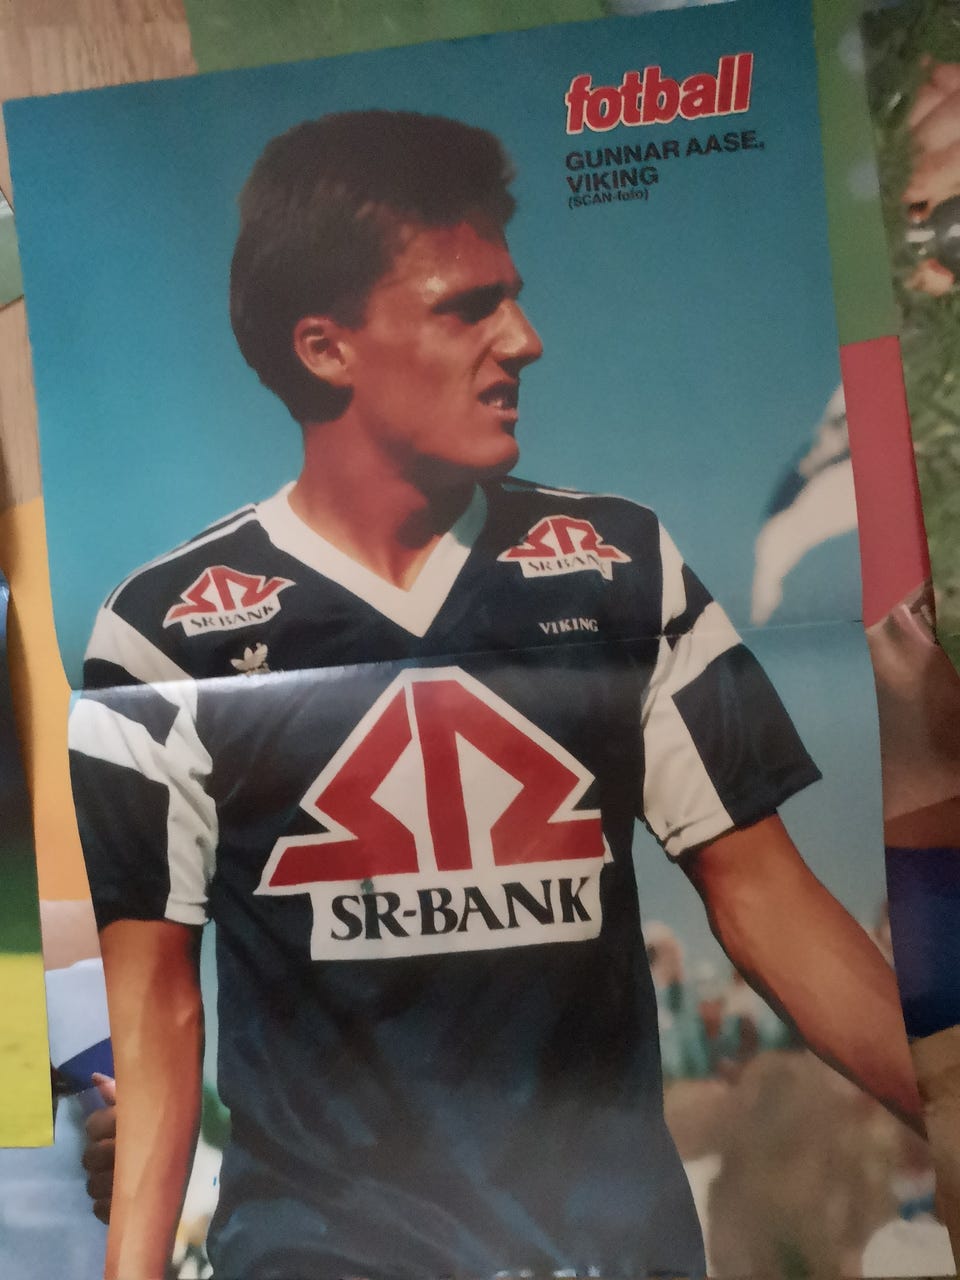 fotball
GUNNAR AASE,
VIKING
(SCAN-foto)
SR-BANK
SR-BANK
VIKING
SR-BANK